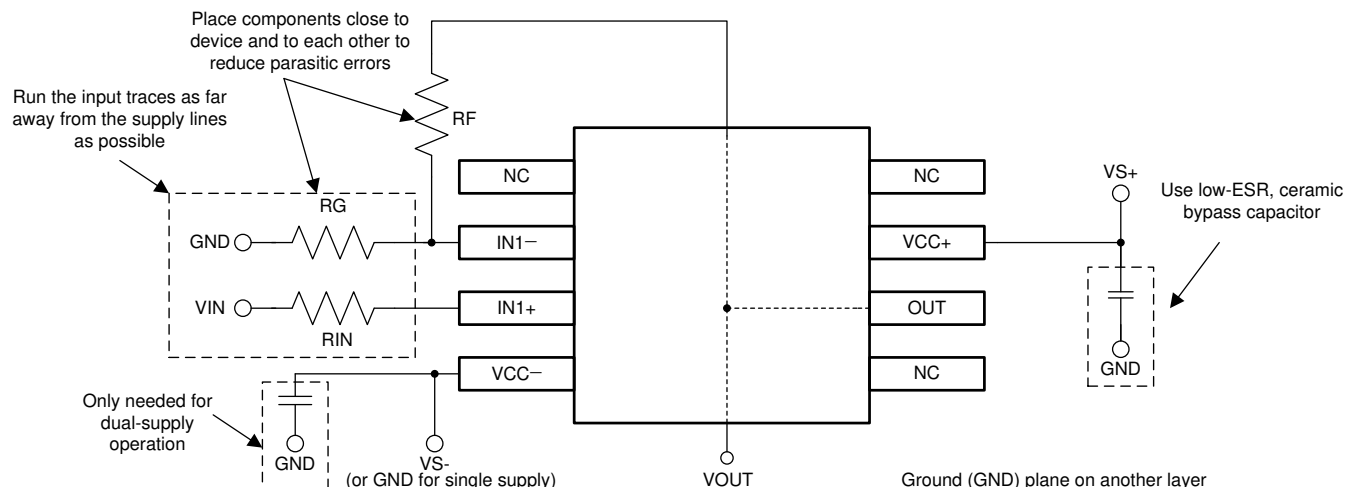 Place components close to
device and to each other to
reduce parasitic errors
Run the input traces as far
away from the supply lines
as possible
RF
NC
NC
VS+
Use low-ESR, ceramic
bypass capacitor
RG
GND
IN1−
VCC+
VIN
IN1+
OUT
RIN
VCC−
NC
GND
Only needed for
dual-supply
operation
GND
VS-
(or GND for single supply)
VOUT
Ground (GND) plane on another layer